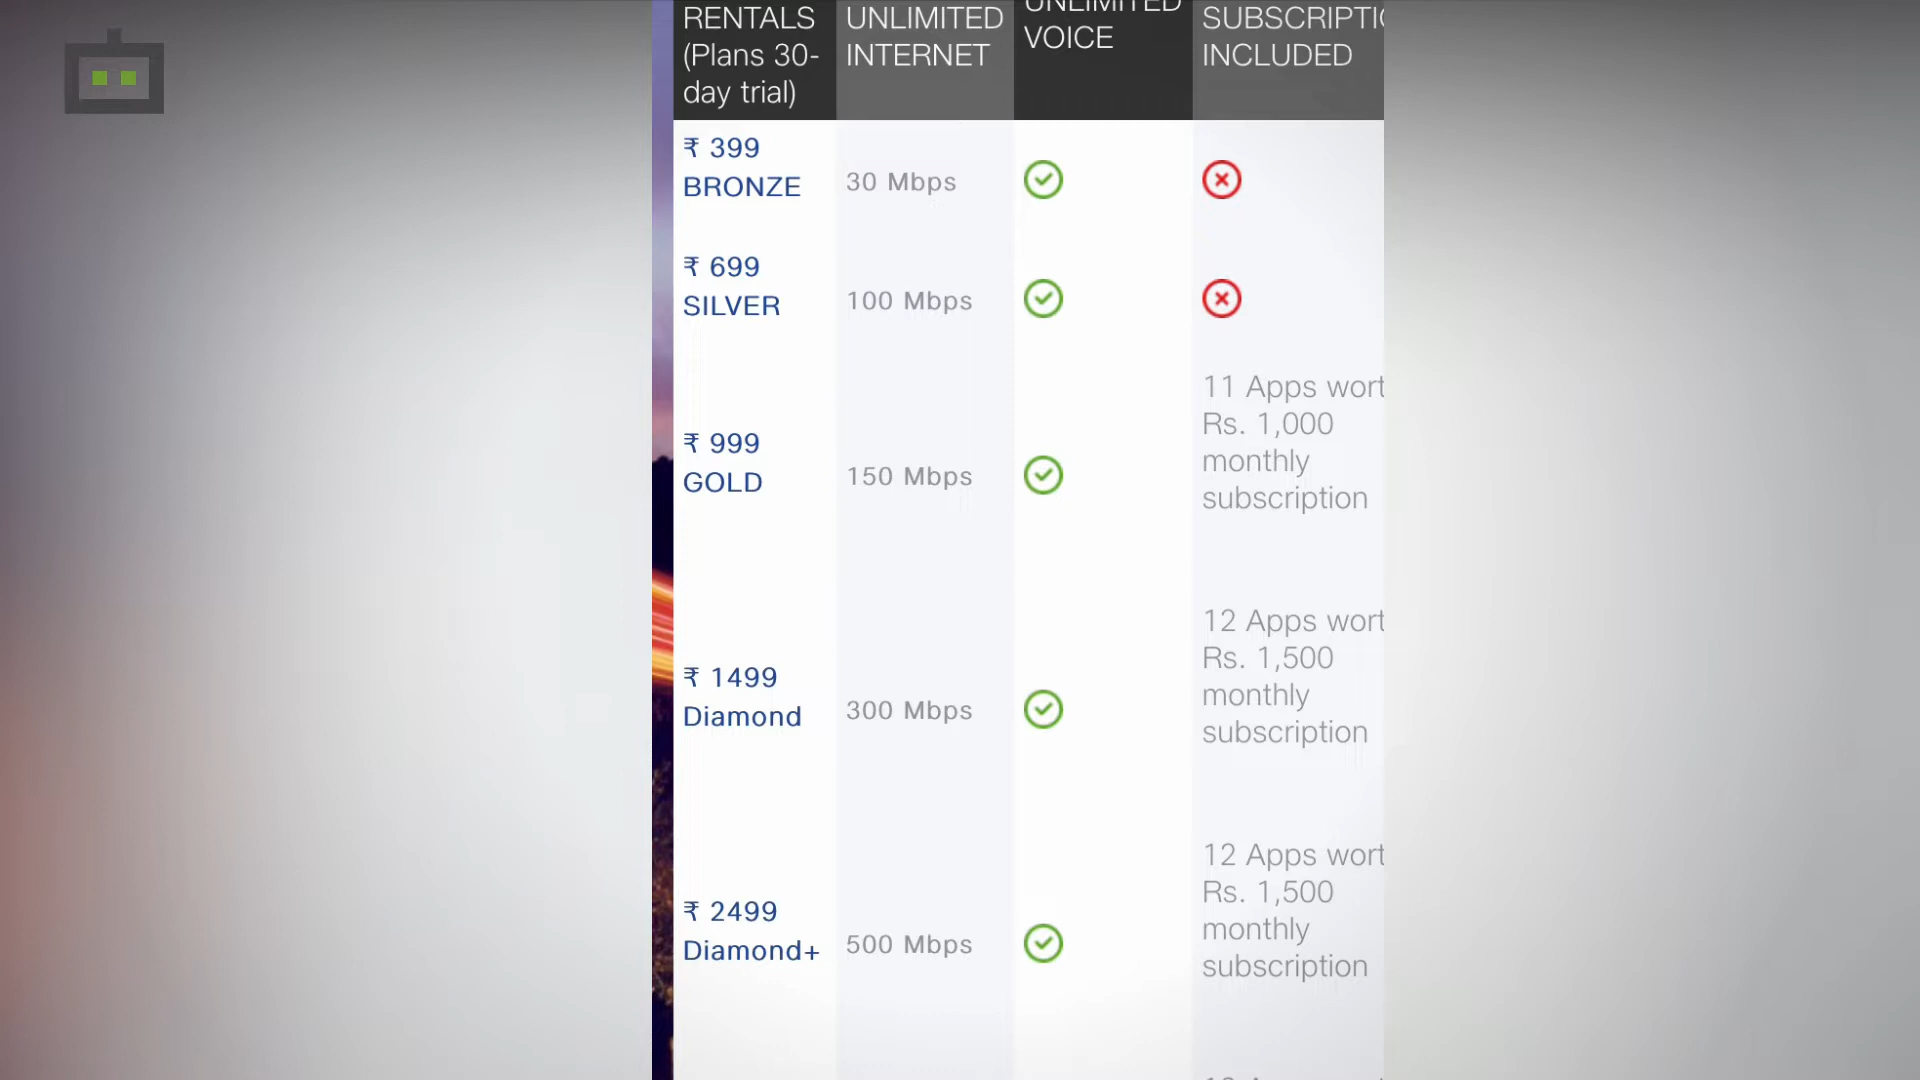 RENTALS
(Plans 30-
day trial)
UNLIMITED
INTERNET
UNLIMITED
VOICE
INCLUDED
₹ 399
BRONZE
30 Mbps
₹ 699
SILVER
100 Mbps
₹ 999
GOLD
150 Mbps
11 Apps wort
Rs. 1,000
monthly
subscription
₹ 1499
Diamond
300 Mbps
12 Apps wort
Rs. 1,500
monthly
subscription
₹ 2499
Diamond+
500 Mbps
12 Apps wort
Rs. 1,500
monthly
subscription